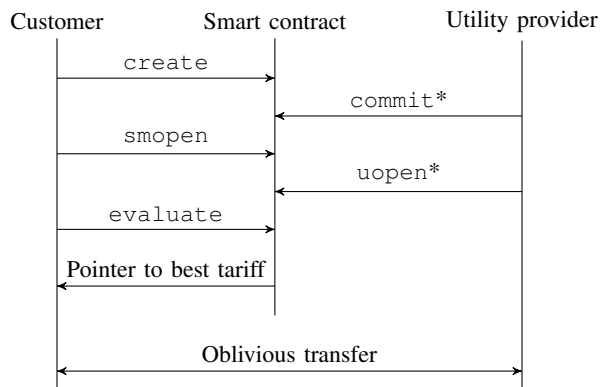 Customer
Smart contract
Utility provider
create
commit*
smopen
uopen*
evaluate
Pointer to best tariff
Oblivious transfer